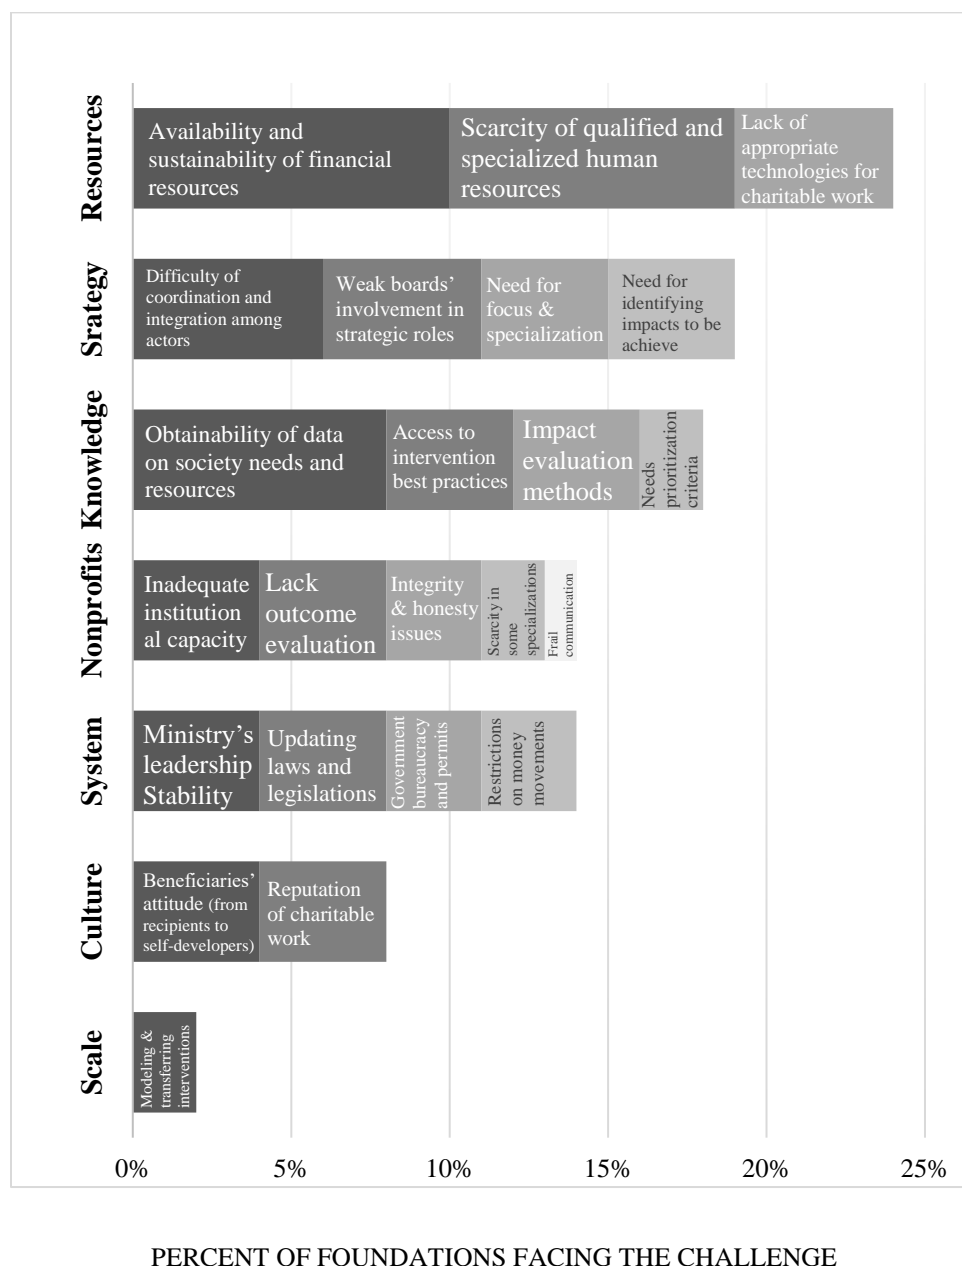 Resources
Availability and
sustainability of financial
resources
Scarcity of qualified and
specialized human
resources
Lack of
appropriate
technologies for
charitable work
Srategy
Difficulty of
coordination and
integration among
actors
Weak boards’
involvement in
strategic roles
Need for
focus &
specialization
Need for
identifying
impacts to be
achieve
Knowledge
Obtainability of data
on society needs and
resources
Access to
intervention
best practices
Impact
evaluation
methods
Needs
prioritization
criteria
Nonprofits
Inadequate
institution
al capacity
Lack
outcome
evaluation
Integrity
& honesty
issues
Scarcity in
some
specializations
Frail
communication
System
Ministry’s
leadership
Stability
Updating
laws and
legislations
Government
bureaucracy
and permits
Restrictions
on money
movements
Culture
Beneficiaries’
attitude (from
recipients to
self-developers)
Reputation
of charitable
work
Scale
Modeling &
transferring
interventions
0% 5% 10% 15% 20% 25%
PERCENT OF FOUNDATIONS FACING THE CHALLENGE